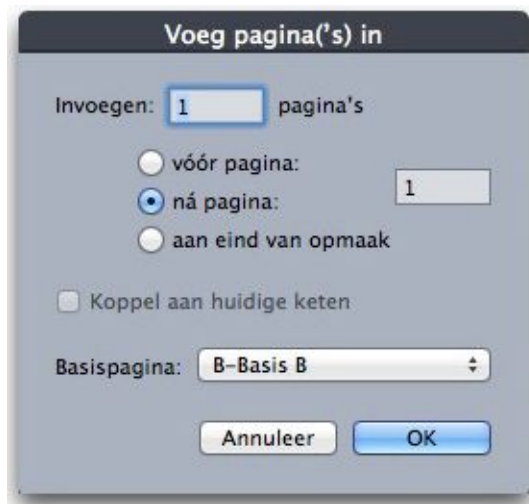 Voeg pagina('s) in
Invoegen: 1 pagina's
vóór pagina:
ná pagina: 1
aan eind van opmaak
Koppel aan huidige keten
Basispagina: B-Basis B
Annuleer OK